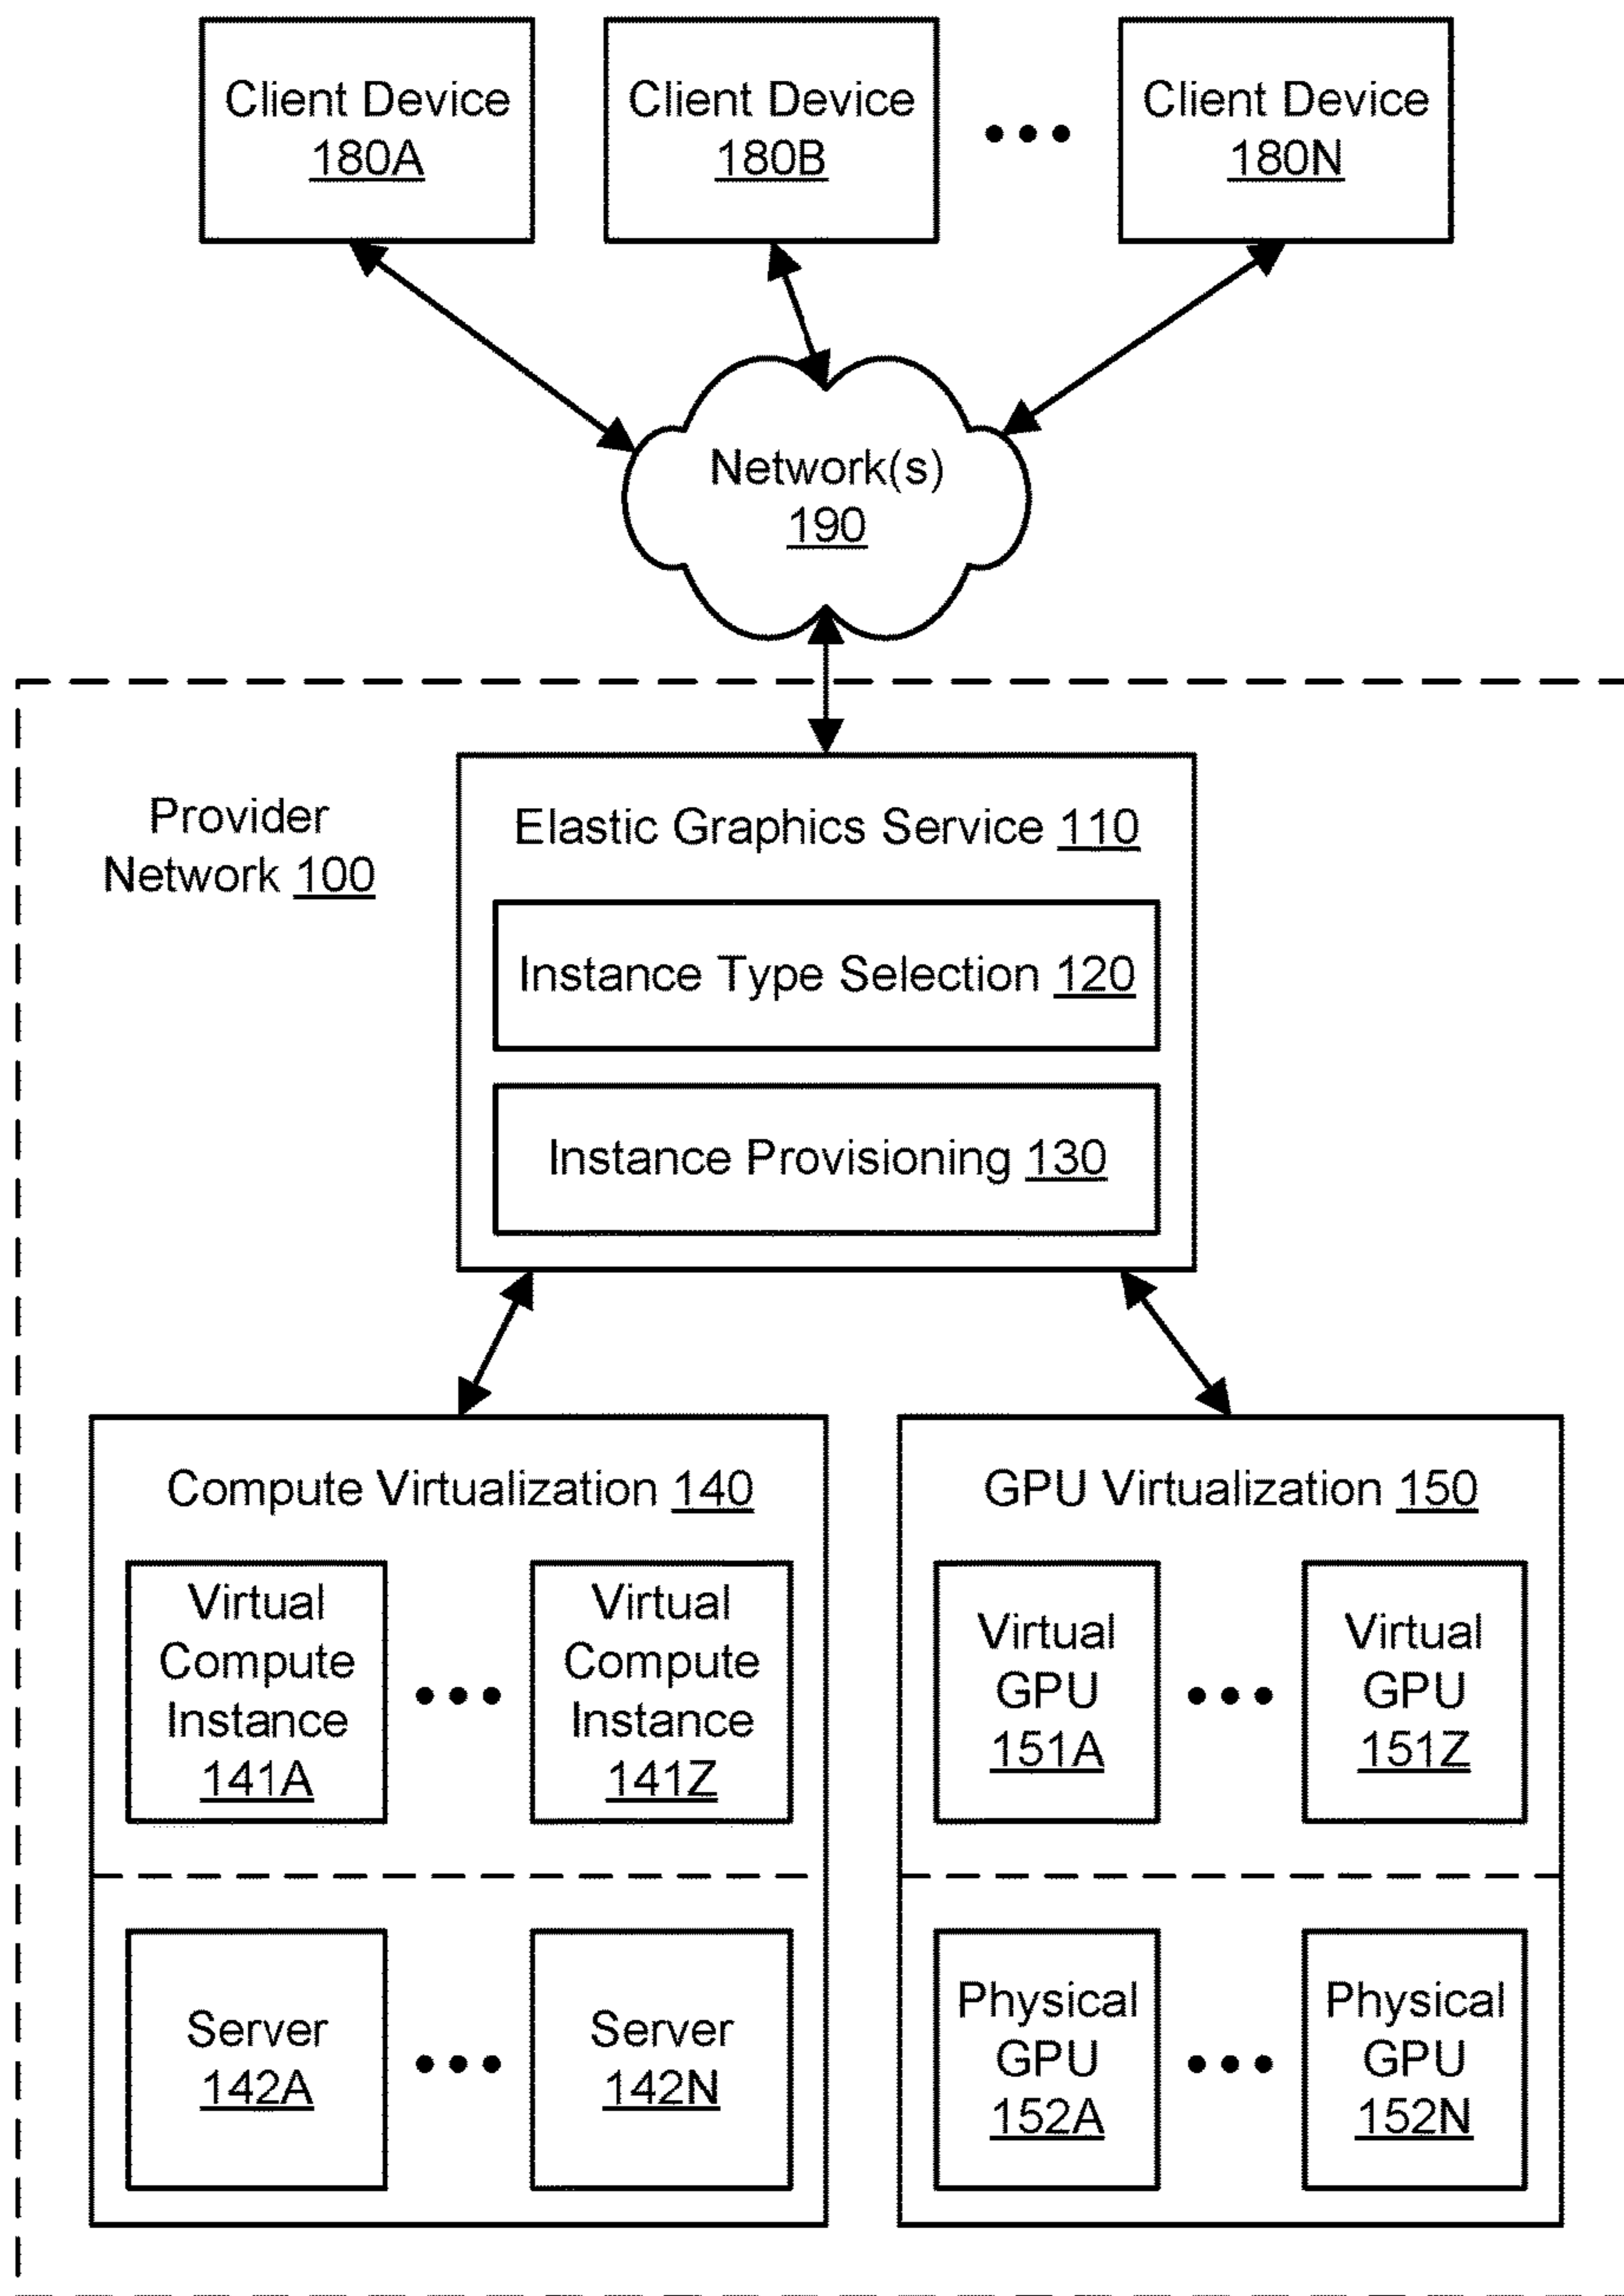 Client Device
180A
Client Device
180B
Client Device
180N
Network(s)
190
Provider
Network 100
Elastic Graphics Service 110
Instance Type Selection 120
Instance Provisioning 130
Compute Virtualization 140
Virtual
Compute
Instance
141A
Virtual
Compute
Instance
141Z
Server
142A
Server
142N
GPU Virtualization 150
Virtual
GPU
151A
Virtual
GPU
151Z
Physical
GPU
152A
Physical
GPU
152N